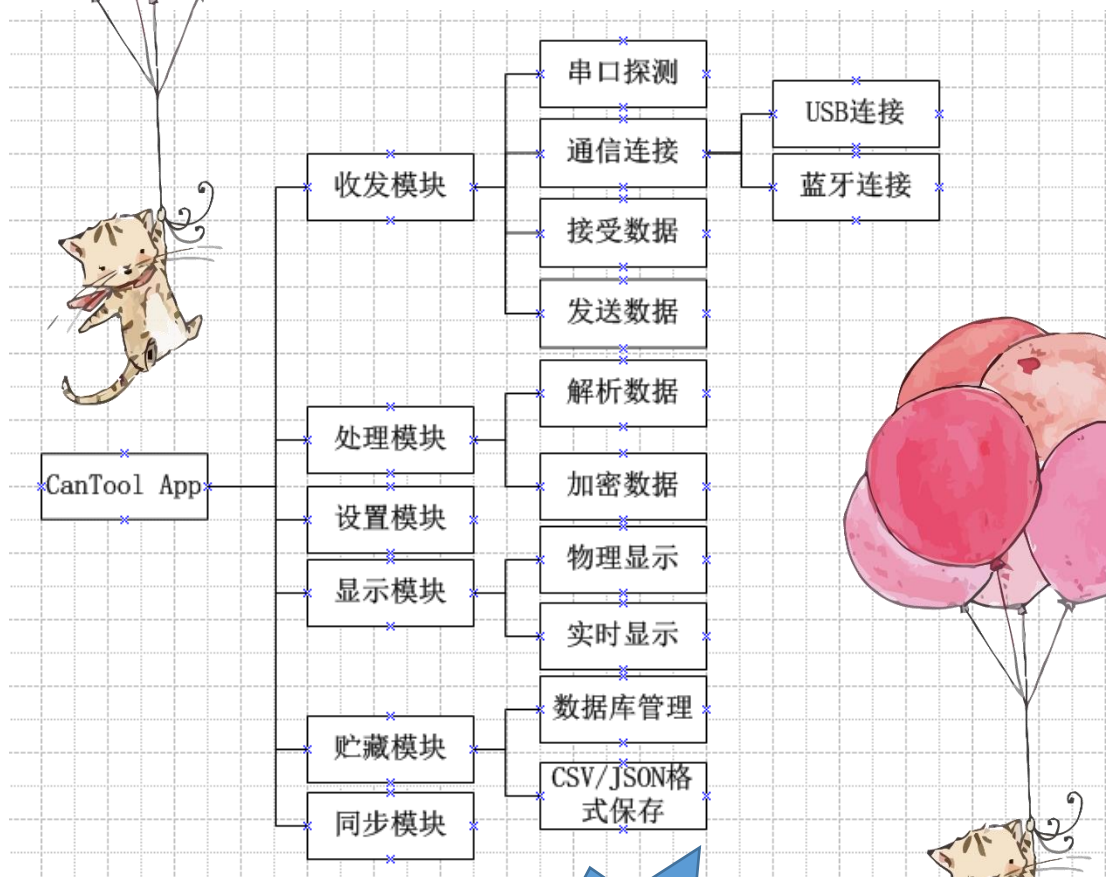 CanTool App
收发模块
串口探测
通信连接
USB连接
蓝牙连接
接受数据
发送数据
处理模块
解析数据
加密数据
设置模块
显示模块
物理显示
实时显示
贮藏模块
数据库管理
CSV/JSON格
式保存
同步模块